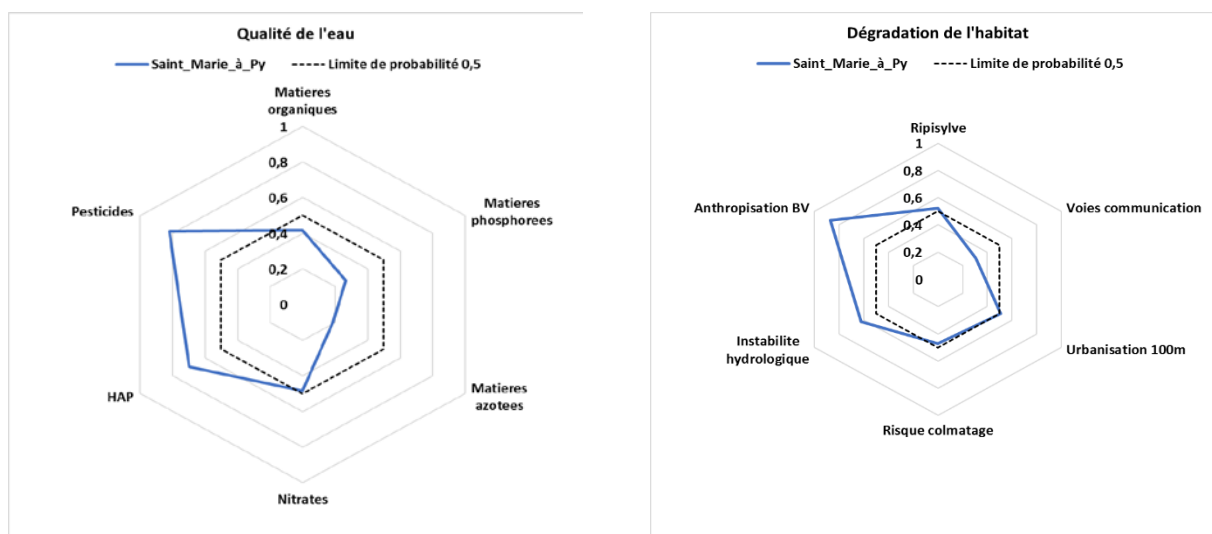 Qualité de l'eau
Saint_Marie_à_Py
Limite de probabilité 0,5
Matieres
organiques
1
0,8
0,6
0,4
0,2
0
Matieres
phosphorees
Matieres
azotees
Nitrates
HAP
Pesticides
Dégradation de l'habitat
Saint_Marie_à_Py
Limite de probabilité 0,5
Ripisylve
1
0,8
0,6
0,4
0,2
0
Voies communication
Urbanisation 100m
Risque colmatage
Instabilite
hydrologique
Anthropisation BV